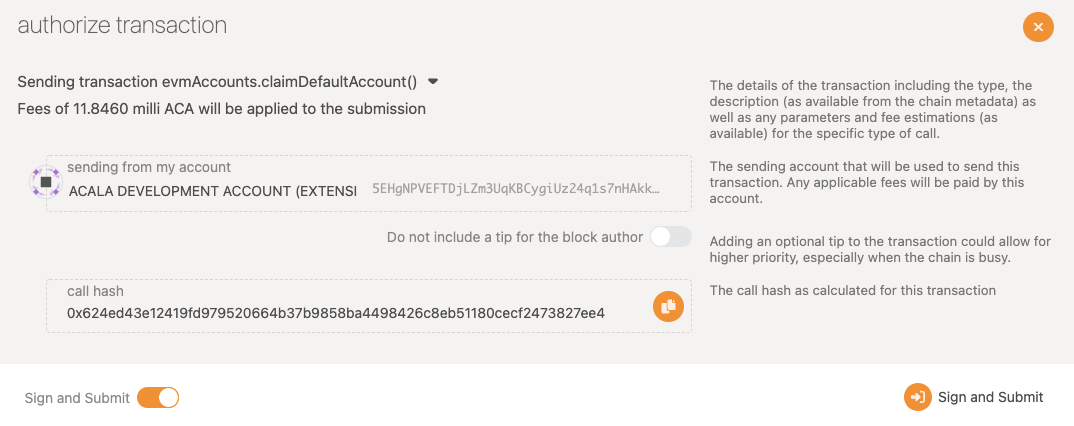 authorize transaction
Sending transaction evmAccounts.claimDefaultAccount()
Fees of 11.8460 milli ACA will be applied to the submission
The details of the transaction including the type, the
description (as available from the chain metadata) as
well as any parameters and fee estimations (as
available) for the specific type of call.
sending from my account
ACALA DEVELOPMENT ACCOUNT (EXTENSI
5EHgNPVEFTDjLZm3UqKBCygiUz24q1s7nHAkk…
The sending account that will be used to send this
transaction. Any applicable fees will be paid by this
account.
Do not include a tip for the block author
Adding an optional tip to the transaction could allow for
higher priority, especially when the chain is busy.
call hash
0x624ed43e12419fd979520664b37b9858ba4498426c8eb51180cecf2473827ee4
The call hash as calculated for this transaction
Sign and Submit
Sign and Submit